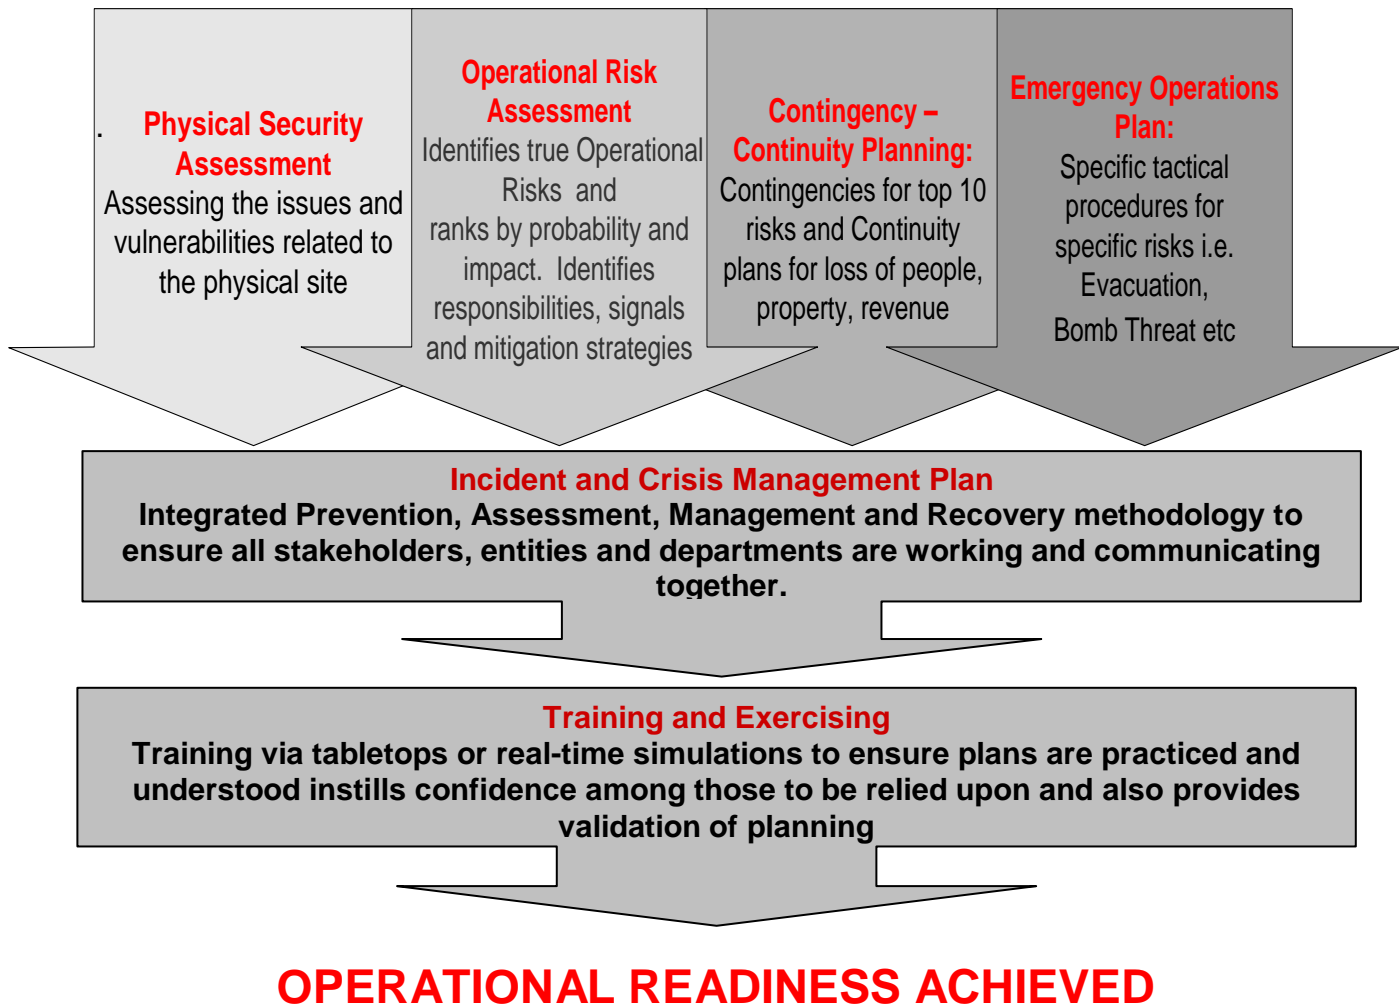 .
Physical Security
Assessment
Assessing the issues and
vulnerabilities related to
the physical site
Operational Risk
Assessment
Identifies true Operational
Risks and
ranks by probability and
impact. Identifies
responsibilities, signals
and mitigation strategies
Contingency –
Continuity Planning:
Contingencies for top 10
risks and Continuity
plans for loss of people,
property, revenue
Emergency Operations
Plan:
Specific tactical
procedures for
specific risks i.e.
Evacuation,
Bomb Threat etc
Incident and Crisis Management Plan
Integrated Prevention, Assessment, Management and Recovery methodology to
ensure all stakeholders, entities and departments are working and communicating
together.
Training and Exercising
Training via tabletops or real-time simulations to ensure plans are practiced and
understood instills confidence among those to be relied upon and also provides
validation of planning
OPERATIONAL READINESS ACHIEVED